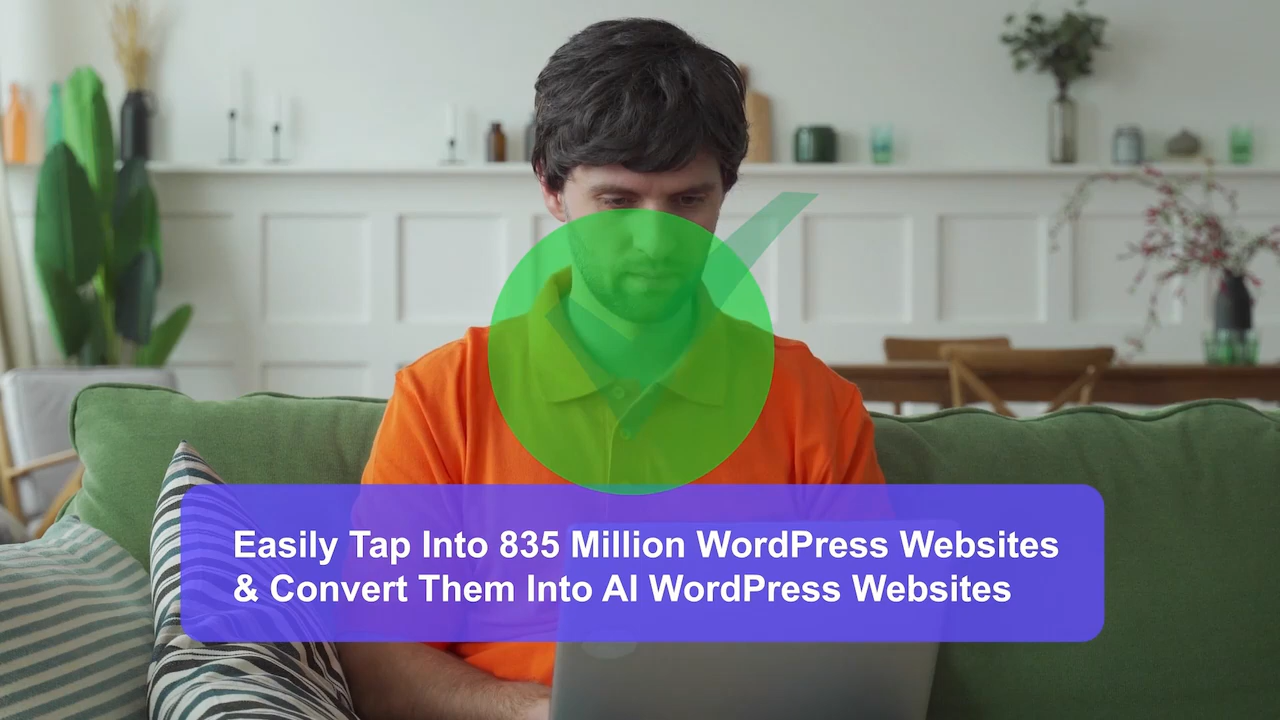 Easily Tap Into 835 Million WordPress Websites
& Convert Them Into AI WordPress Websites